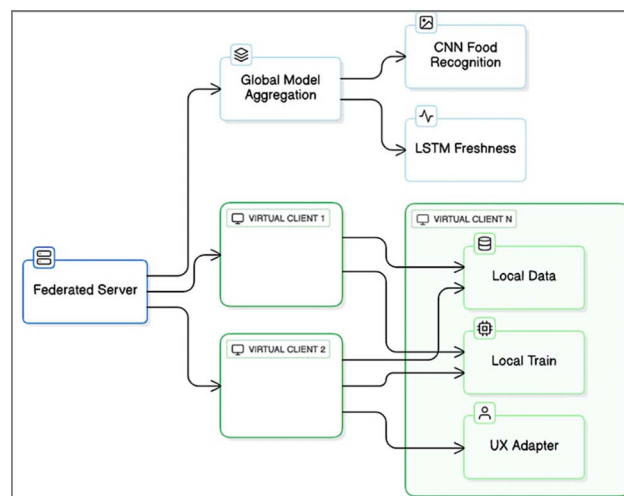 CNN Food
Recognition
Global Model
Aggregation
LSTM Freshness
VIRTUAL CLIENT 1
VIRTUAL CLIENT N
Federated Server
Local Data
VIRTUAL CLIENT 2
Local Train
UX Adapter